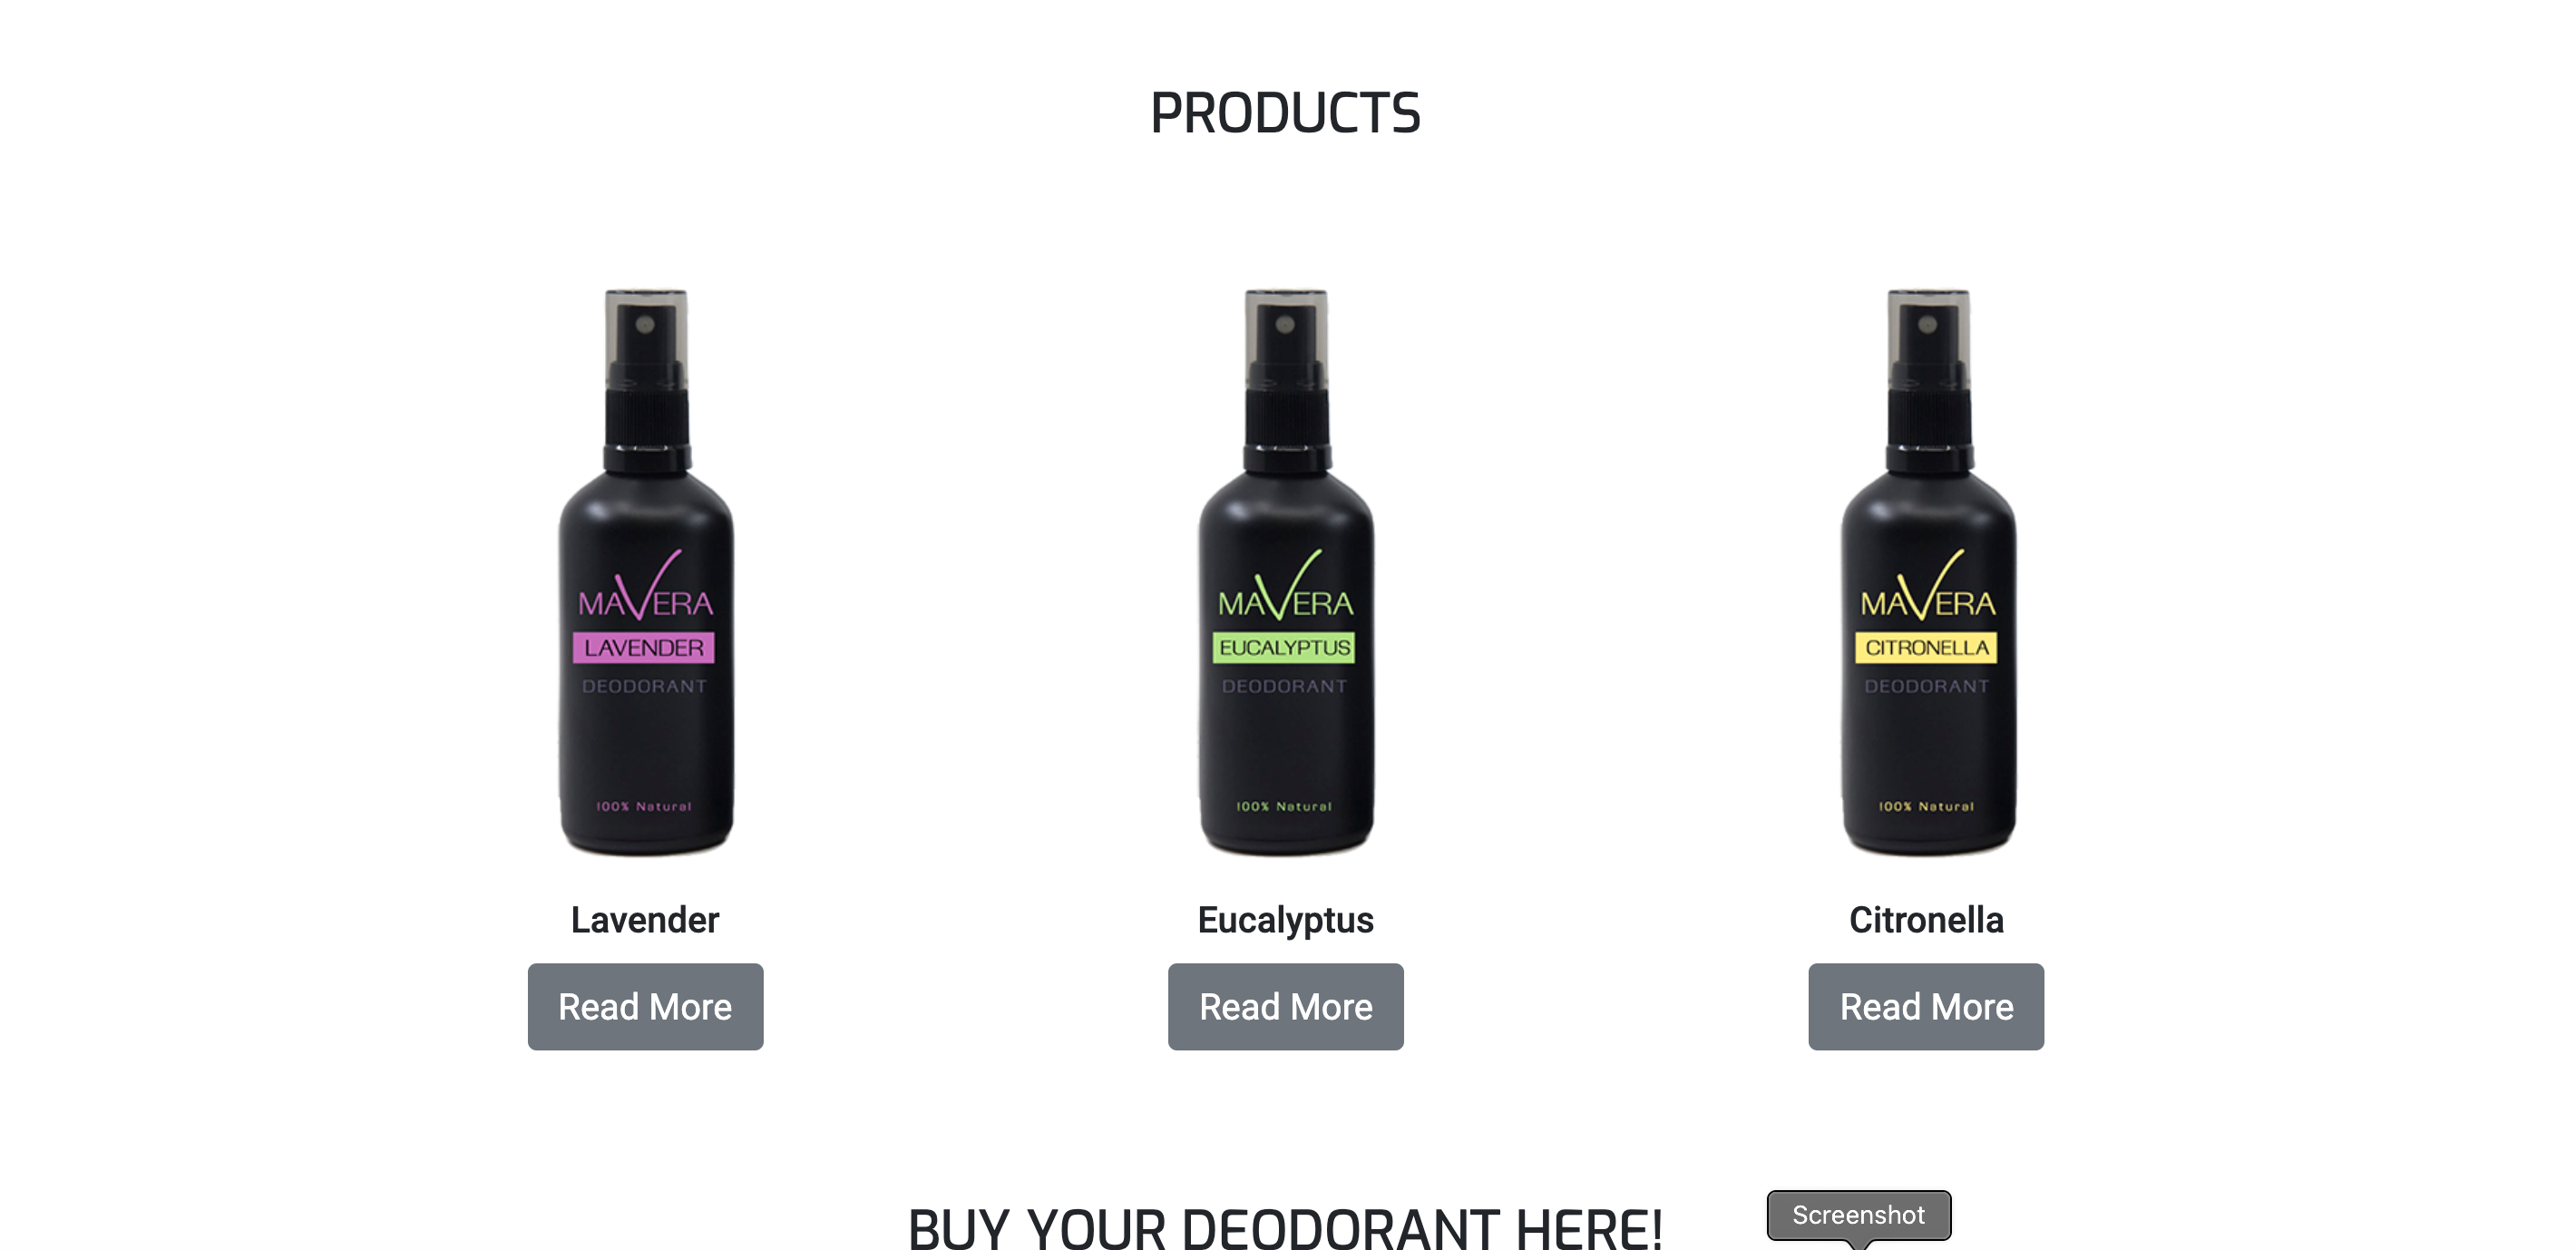 PRODUCTS
MAVERA
LAVENDER
DEODORANT
100% Natural
MAVERA
EUCALYPTUS
DEODORANT
100% Natural
MAVERA
CITRONELLA
DEODORANT
100% Natural
Lavender
Eucalyptus
Citronella
Read More
Read More
Read More
BUY YOUR DEODORANT HERE!
Screenshot